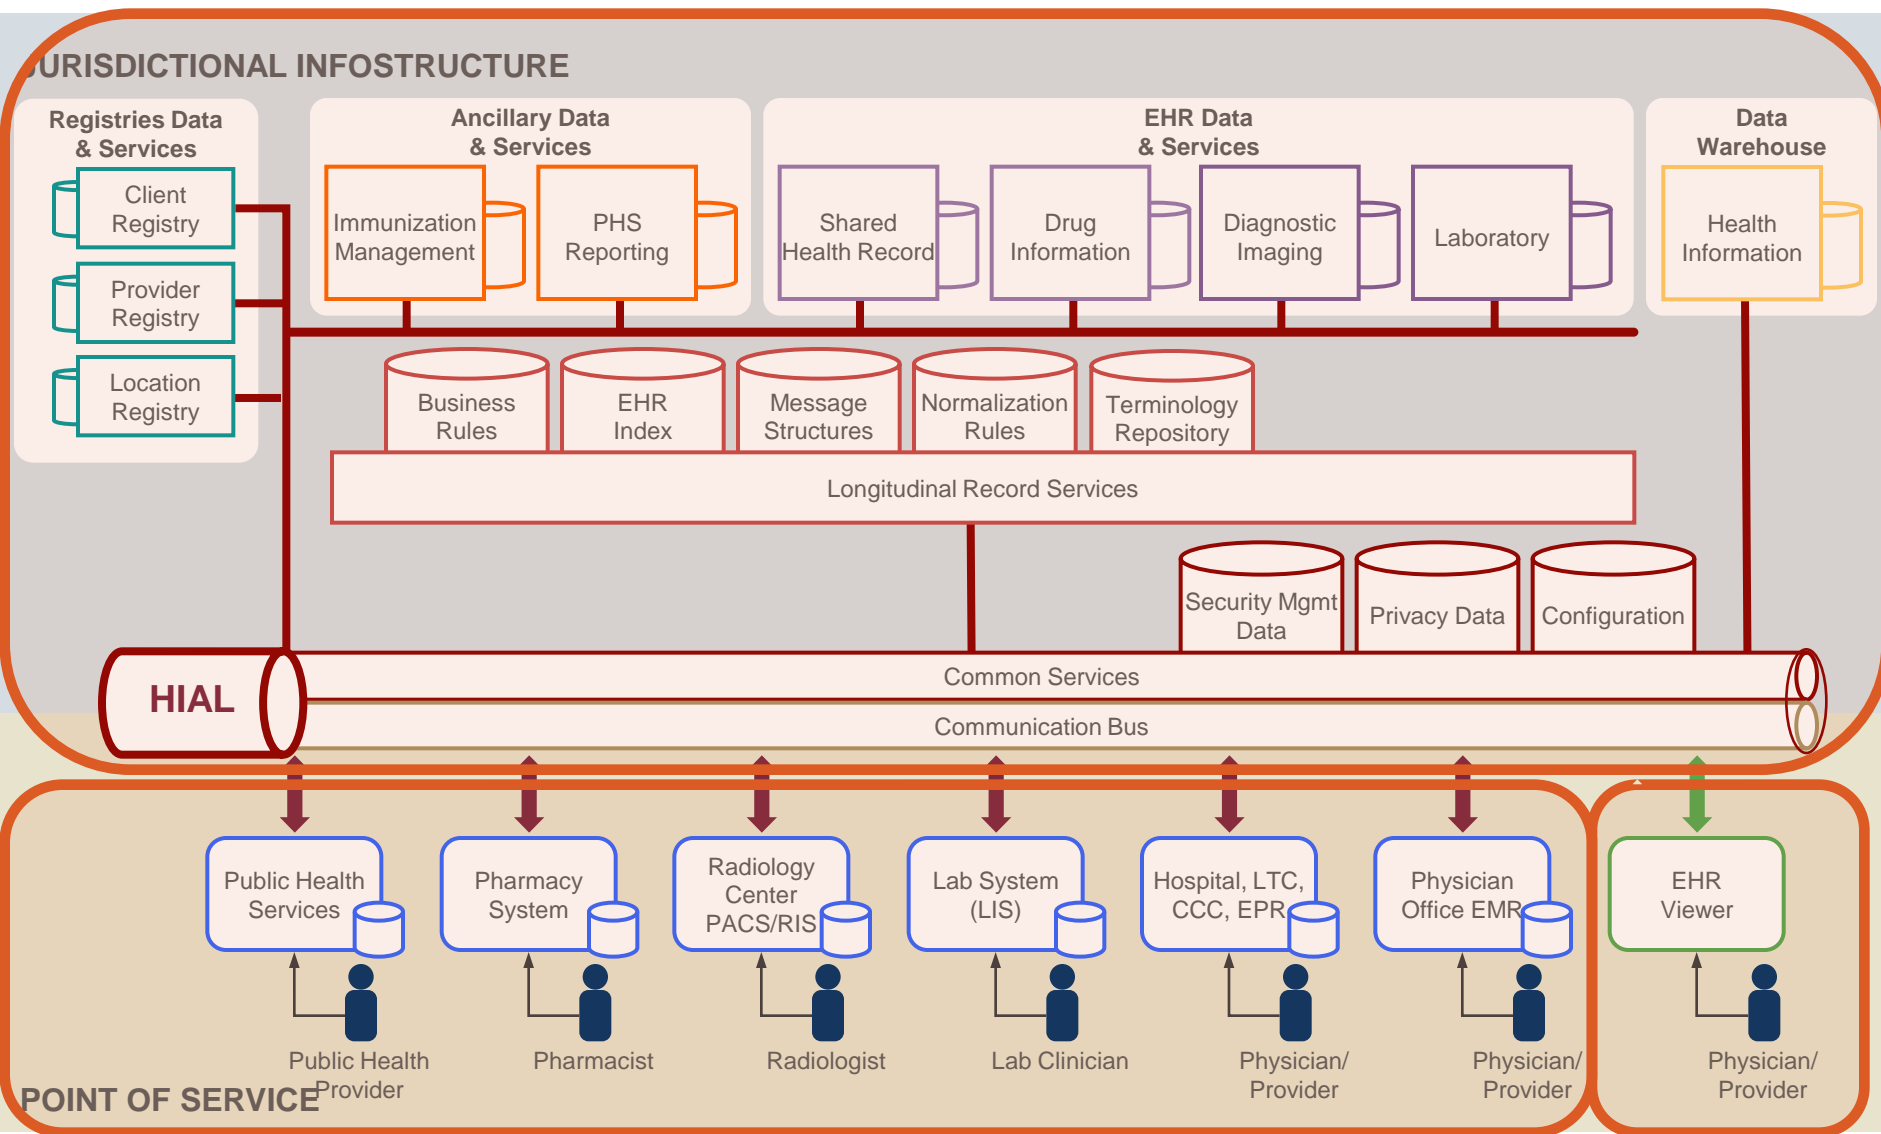 JURISDICTIONAL INFOSTRUCTURE
Registries Data
& Services
Client
Registry
Provider
Registry
Location
Registry
Ancillary Data
& Services
Immunization
Management
PHS
Reporting
EHR Data
& Services
Shared
Health Record
Drug
Information
Diagnostic
Imaging
Laboratory
Data
Warehouse
Health
Information
Business
Rules
EHR
Index
Message
Structures
Normalization
Rules
Terminology
Repository
Longitudinal Record Services
Security Mgmt
Data
Privacy Data
Configuration
HIAL
Common Services
Communication Bus
Public Health
Services
Pharmacy
System
Radiology
Center
PACS/RIS
Lab System
(LIS)
Hospital, LTC,
CCC, EPR
Physician
Office EMR
EHR
Viewer
Public Health
Provider
Pharmacist
Radiologist
Lab Clinician
Physician/
Provider
Physician/
Provider
Physician/
Provider
POINT OF SERVICE